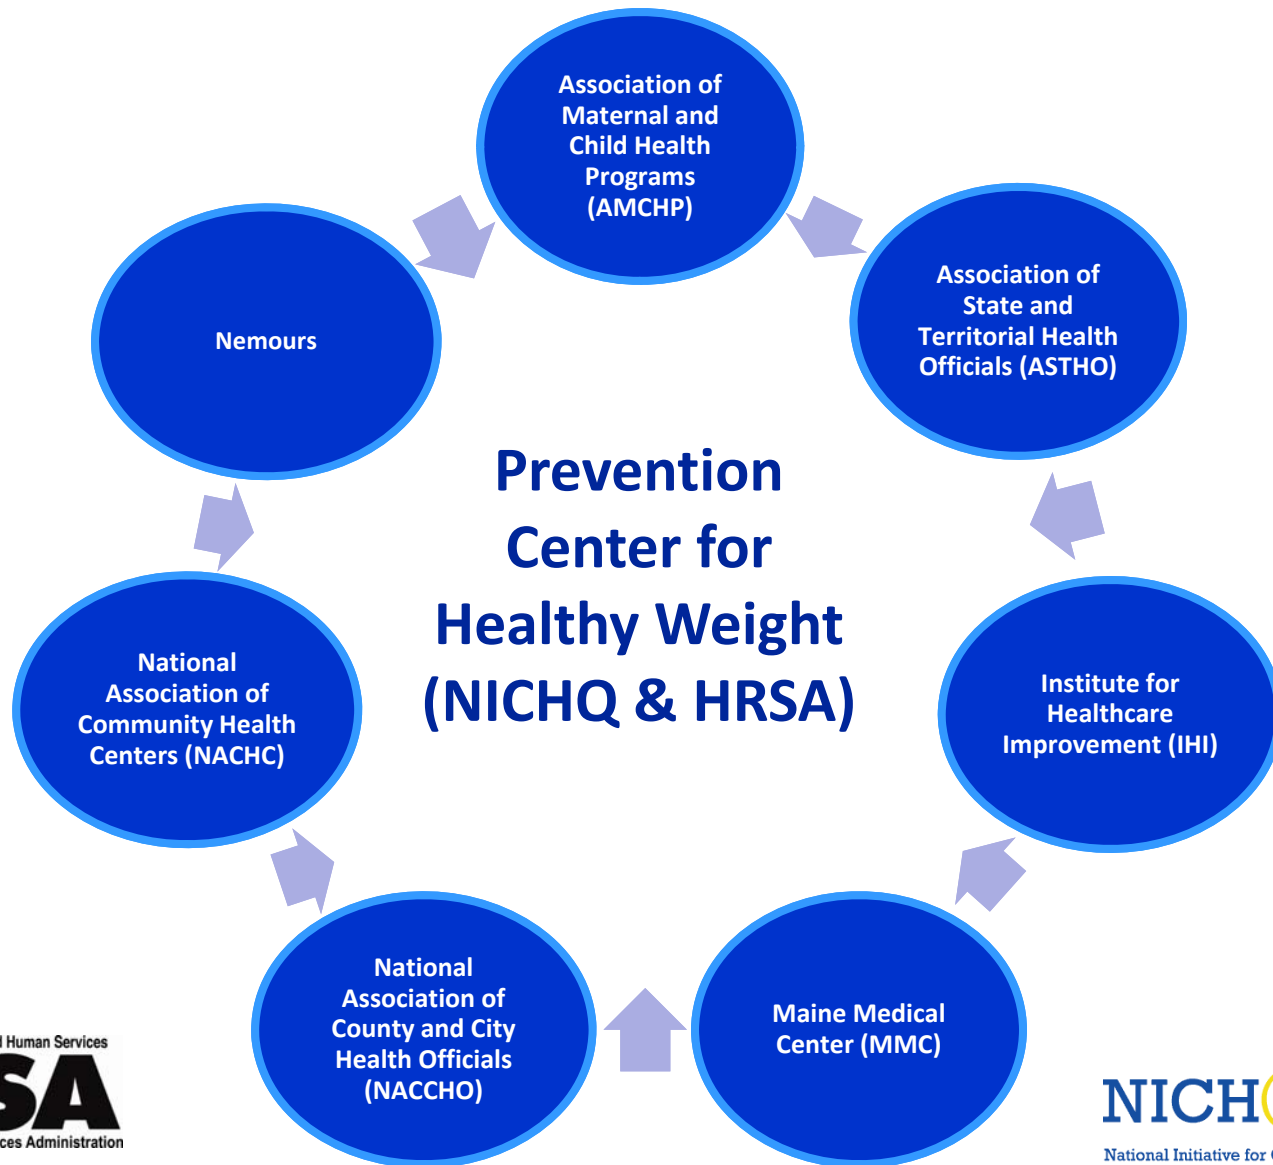 Association of
Maternal and
Child Health
Programs
(AMCHP)
Association of
State and
Territorial Health
Officials (ASTHO)
Nemours
Prevention
Center for
Healthy Weight
(NICHQ & HRSA)
National
Association of
Community Health
Centers (NACHC)
Institute for
Healthcare
Improvement (IHI)
National
Association of
County and City
Health Officials
(NACCHO)
Maine Medical
Center (MMC)
Human Services
SA
Administration
NICH
National Initiative for